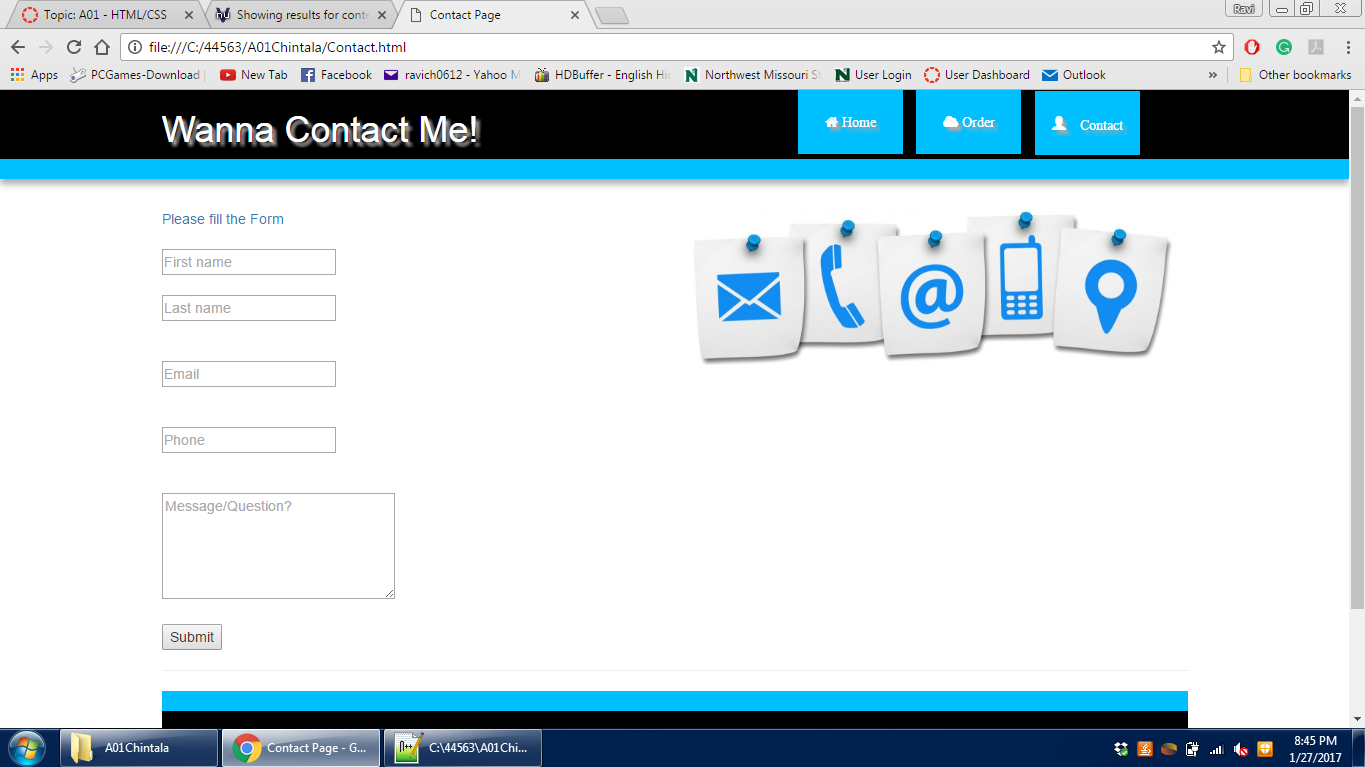 Topic: A01 - HTML/CSS
Showing results for conte
Contact Page
Ravi
file:///C:/44563/A01Chintala/Contact.html
Apps
PCGames-Download
New Tab
Facebook
ravich0612 - Yahoo M
HDBuffer - English Hi
Northwest Missouri St
User Login
User Dashboard
Outlook
»
Other bookmarks
Wanna Contact Me!
Home
Order
Contact
Please fill the Form
First name
Last name
Email
@
Phone
Message/Question?
Submit
A01Chintala
Contact Page - G...
C:\44563\A01Chi...
8:45 PM
1/27/2017